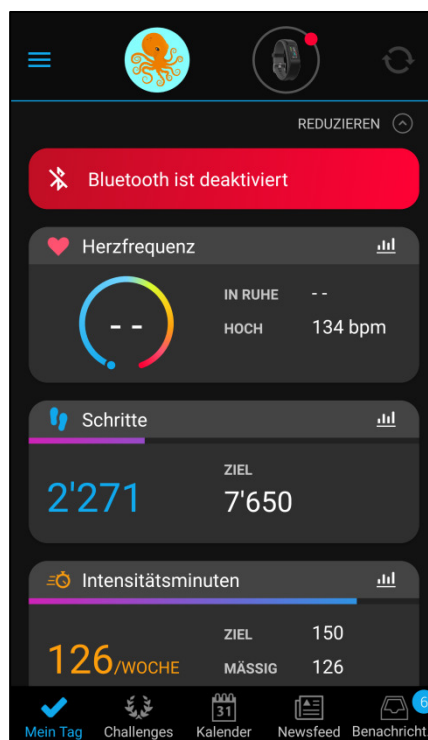 REDUZIEREN
Bluetooth ist deaktiviert
Herzfrequenz
- -
IN RUHE - -
HOCH 134 bpm
Schritte
2'271
ZIEL
7'650
Intensitätsminuten
126/WOCHE
ZIEL 150
MÄSSIG 126
31
6
Mein Tag Challenges Kalender Newsfeed Benachricht.